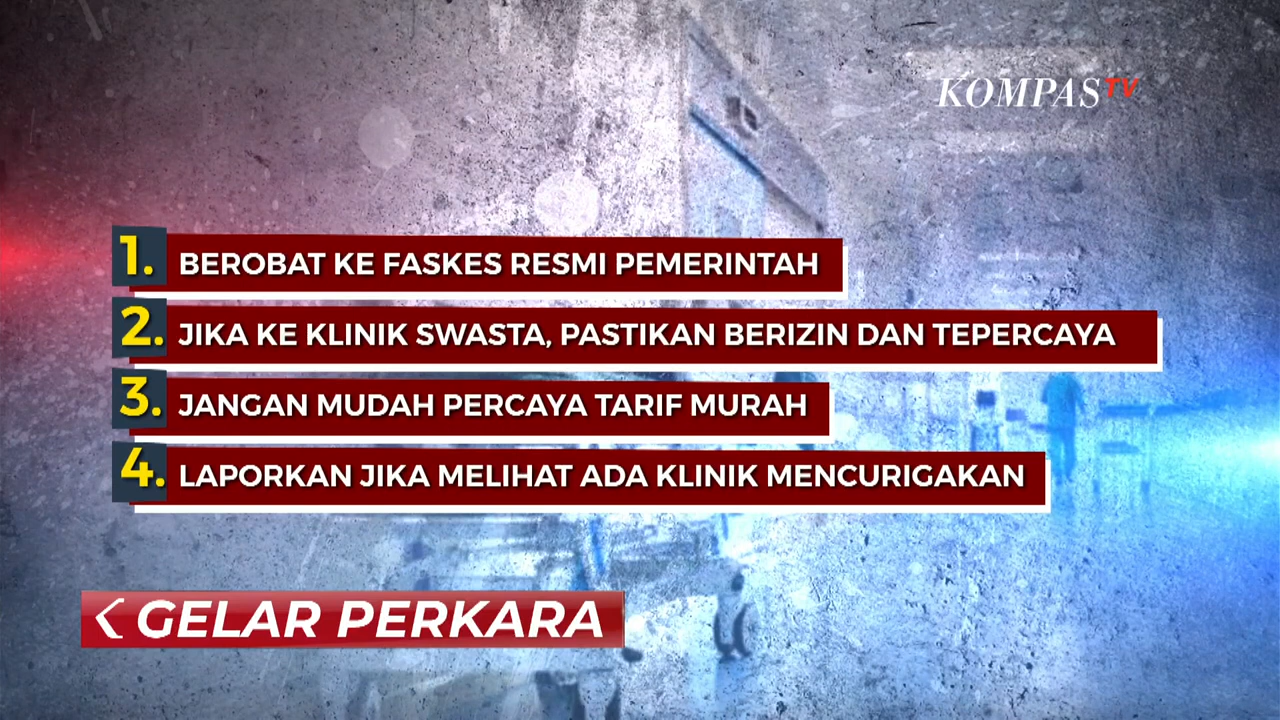 KOMPASTV
1. BEROBAT KE FASKES RESMI PEMERINTAH
2. JIKA KE KLINIK SWASTA, PASTIKAN BERIZIN DAN TEPERCAYA
3. JANGAN MUDAH PERCAYA TARIF MURAH
4. LAPORKAN JIKA MELIHAT ADA KLINIK MENCURIGAKAN
GELAR PERKARA